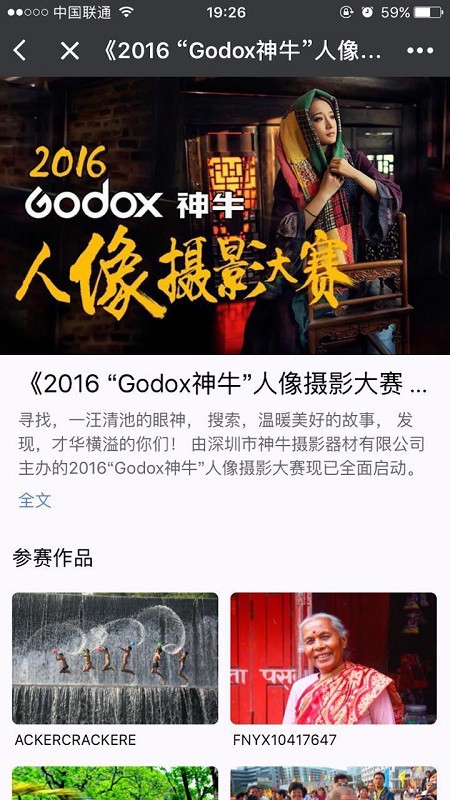 中国联通
19:26
59%
《2016 “Godox神牛”人像...
2016
Godox 神牛
人像摄影大赛
《2016 “Godox神牛”人像摄影大赛 ...
寻找，一汪清池的眼神， 搜索，温暖美好的故事， 发
现，才华横溢的你们！ 由深圳市神牛摄影器材有限公司
主办的2016“Godox神牛”人像摄影大赛现已全面启动。
全文
参赛作品
ACKERCRACKERE
FNYX10417647